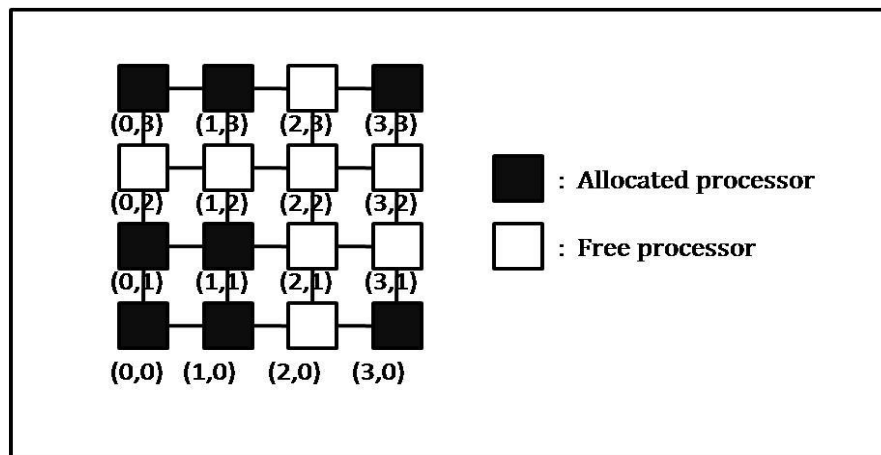 (0,3) (1,3) (2,3) (3,3)
(0,2) (1,2) (2,2) (3,2)
: Allocated processor
(0,1) (1,1) (2,1) (3,1)
: Free processor
(0,0) (1,0) (2,0) (3,0)